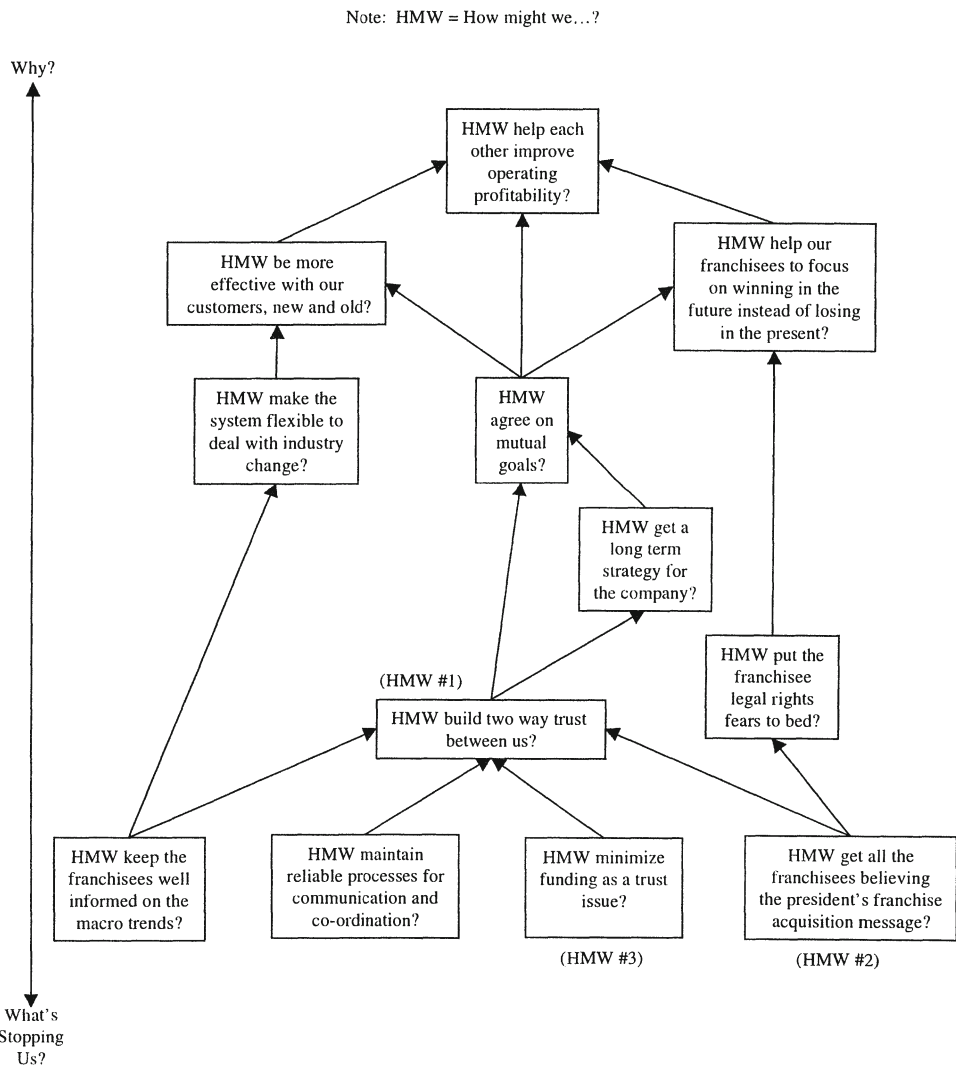 Note: HMW = How might we...?
Why?
HMW help each
other improve
operating
profitability?
HMW be more
effective with our
customers, new and old?
HMW help our
franchisees to focus
on winning in the
future instead of losing
in the present?
HMW make the
system flexible to
deal with industry
change?
HMW
agree on
mutual
goals?
HMW get a
long term
strategy for
the company?
HMW put the
franchisee
legal rights
fears to bed?
(HMW #1)
HMW build two way trust
between us?
HMW keep the
franchisees well
informed on the
macro trends?
HMW maintain
reliable processes for
communication and
co-ordination?
HMW minimize
funding as a trust
issue?
(HMW #3)
HMW get all the
franchisees believing
the president's franchise
acquisition message?
(HMW #2)
What's
Stopping
Us?